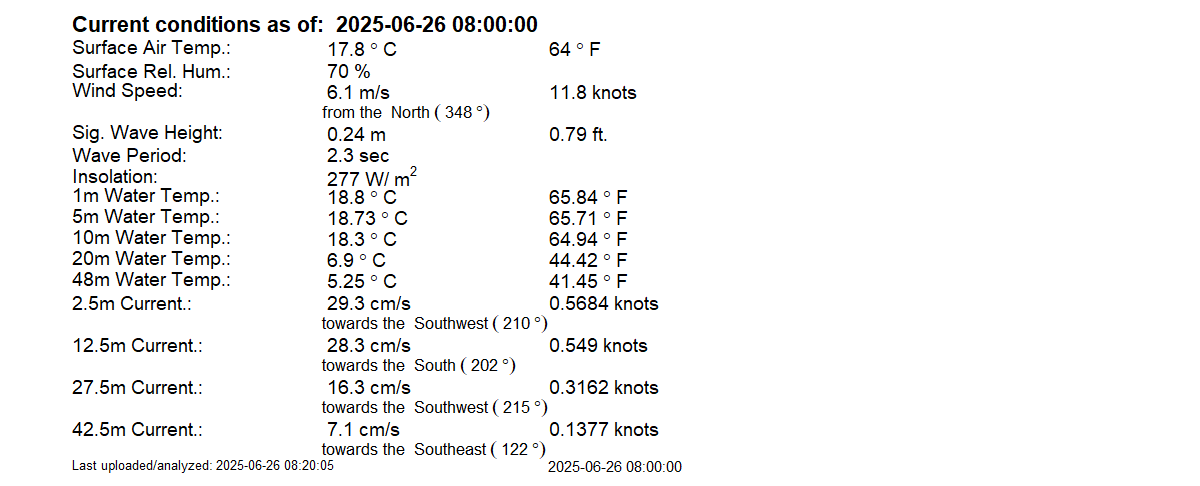 Current conditions as of: 2025-06-26 08:00:00
Surface Air Temp.: 17.8 ° C 64 ° F
Surface Rel. Hum.: 70 %
Wind Speed: 6.1 m/s 11.8 knots
from the North ( 348 °)
Sig. Wave Height: 0.24 m 0.79 ft.
Wave Period: 2.3 sec
Insolation: 277 W/ m²
1m Water Temp.: 18.8 ° C 65.84 ° F
5m Water Temp.: 18.73 ° C 65.71 ° F
10m Water Temp.: 18.3 ° C 64.94 ° F
20m Water Temp.: 6.9 ° C 44.42 ° F
48m Water Temp.: 5.25 ° C 41.45 ° F
2.5m Current.: 29.3 cm/s 0.5684 knots
towards the Southwest ( 210 °)
12.5m Current.: 28.3 cm/s 0.549 knots
towards the South ( 202 °)
27.5m Current.: 16.3 cm/s 0.3162 knots
towards the Southwest ( 215 °)
42.5m Current.: 7.1 cm/s 0.1377 knots
towards the Southeast ( 122 °)
Last uploaded/analyzed: 2025-06-26 08:20:05 2025-06-26 08:00:00